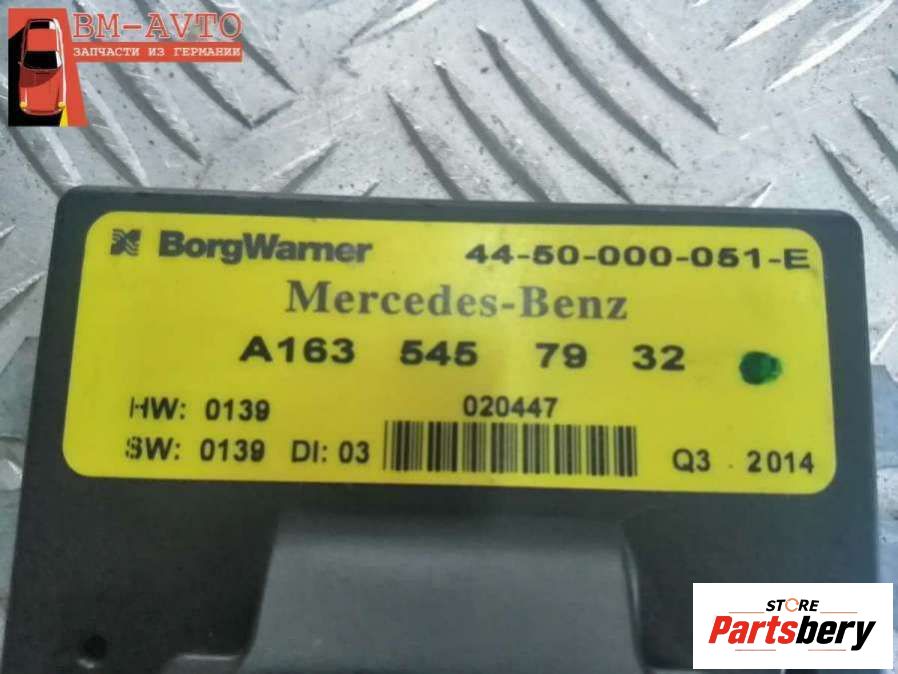 BM-AVTO
ЗАПЧАСТИ ИЗ ГЕРМАНИИ
BorgWarner 44-50-000-051-E
Mercedes-Benz
A163 545 79 32
HW: 0139 020447
SW: 0139 DI: 03 Q3 2014
STORE
Partsbery